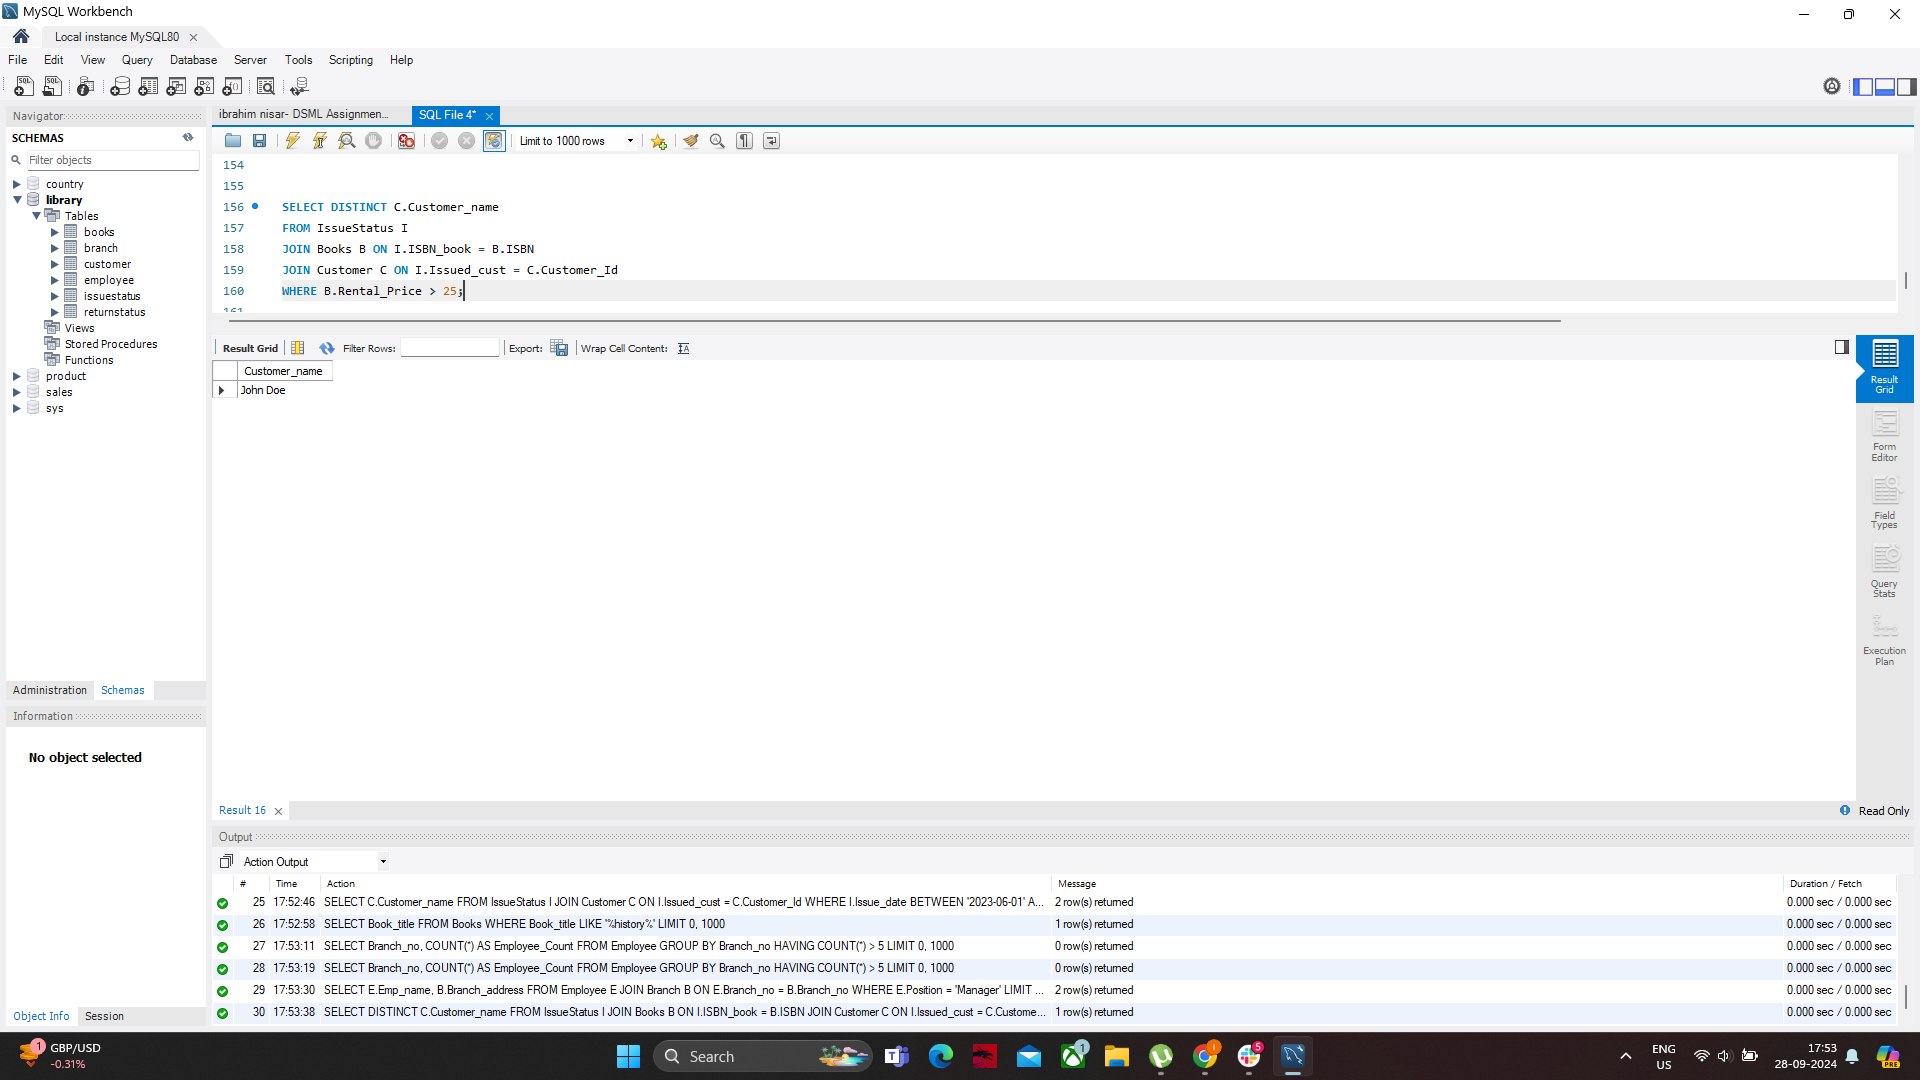 MySQL Workbench
Local instance MySQL80
File Edit View Query Database Server Tools Scripting Help
Navigator
SCHEMAS
Filter objects
country
library
Tables
books
branch
customer
employee
issuestatus
returnstatus
Views
Stored Procedures
Functions
product
sales
sys
Administration Schemas
Information
No object selected
Object Info Session
ibrahim nisar- DSML Assignmen...
SQL File 4*
Limit to 1000 rows
154
155
156 SELECT DISTINCT C.Customer_name
157 FROM IssueStatus I
158 JOIN Books B ON I.ISBN_book = B.ISBN
159 JOIN Customer C ON I.Issued_cust = C.Customer_Id
160 WHERE B.Rental_Price > 25;
161
Result Grid Filter Rows: Export: Wrap Cell Content:
Customer_name
John Doe
Result
Grid
Form
Editor
Field
Types
Query
Stats
Execution
Plan
Result 16
Read Only
Output
Action Output
# Time Action Message Duration / Fetch
25 17:52:46 SELECT C.Customer_name FROM IssueStatus I JOIN Customer C ON I.Issued_cust = C.Customer_Id WHERE I.Issue_date BETWEEN '2023-06-01' A... 2 row(s) returned 0.000 sec / 0.000 sec
26 17:52:58 SELECT Book_title FROM Books WHERE Book_title LIKE '%history%' LIMIT 0, 1000 1 row(s) returned 0.000 sec / 0.000 sec
27 17:53:11 SELECT Branch_no, COUNT(*) AS Employee_Count FROM Employee GROUP BY Branch_no HAVING COUNT(*) > 5 LIMIT 0, 1000 0 row(s) returned 0.000 sec / 0.000 sec
28 17:53:19 SELECT Branch_no, COUNT(*) AS Employee_Count FROM Employee GROUP BY Branch_no HAVING COUNT(*) > 5 LIMIT 0, 1000 0 row(s) returned 0.000 sec / 0.000 sec
29 17:53:30 SELECT E.Emp_name, B.Branch_address FROM Employee E JOIN Branch B ON E.Branch_no = B.Branch_no WHERE E.Position = 'Manager' LIMIT ... 2 row(s) returned 0.000 sec / 0.000 sec
30 17:53:38 SELECT DISTINCT C.Customer_name FROM IssueStatus I JOIN Books B ON I.ISBN_book = B.ISBN JOIN Customer C ON I.Issued_cust = C.Custome... 1 row(s) returned 0.000 sec / 0.000 sec
1
GBP/USD
-0.31%
Search
1
5
ENG
US
17:53
28-09-2024
PRE